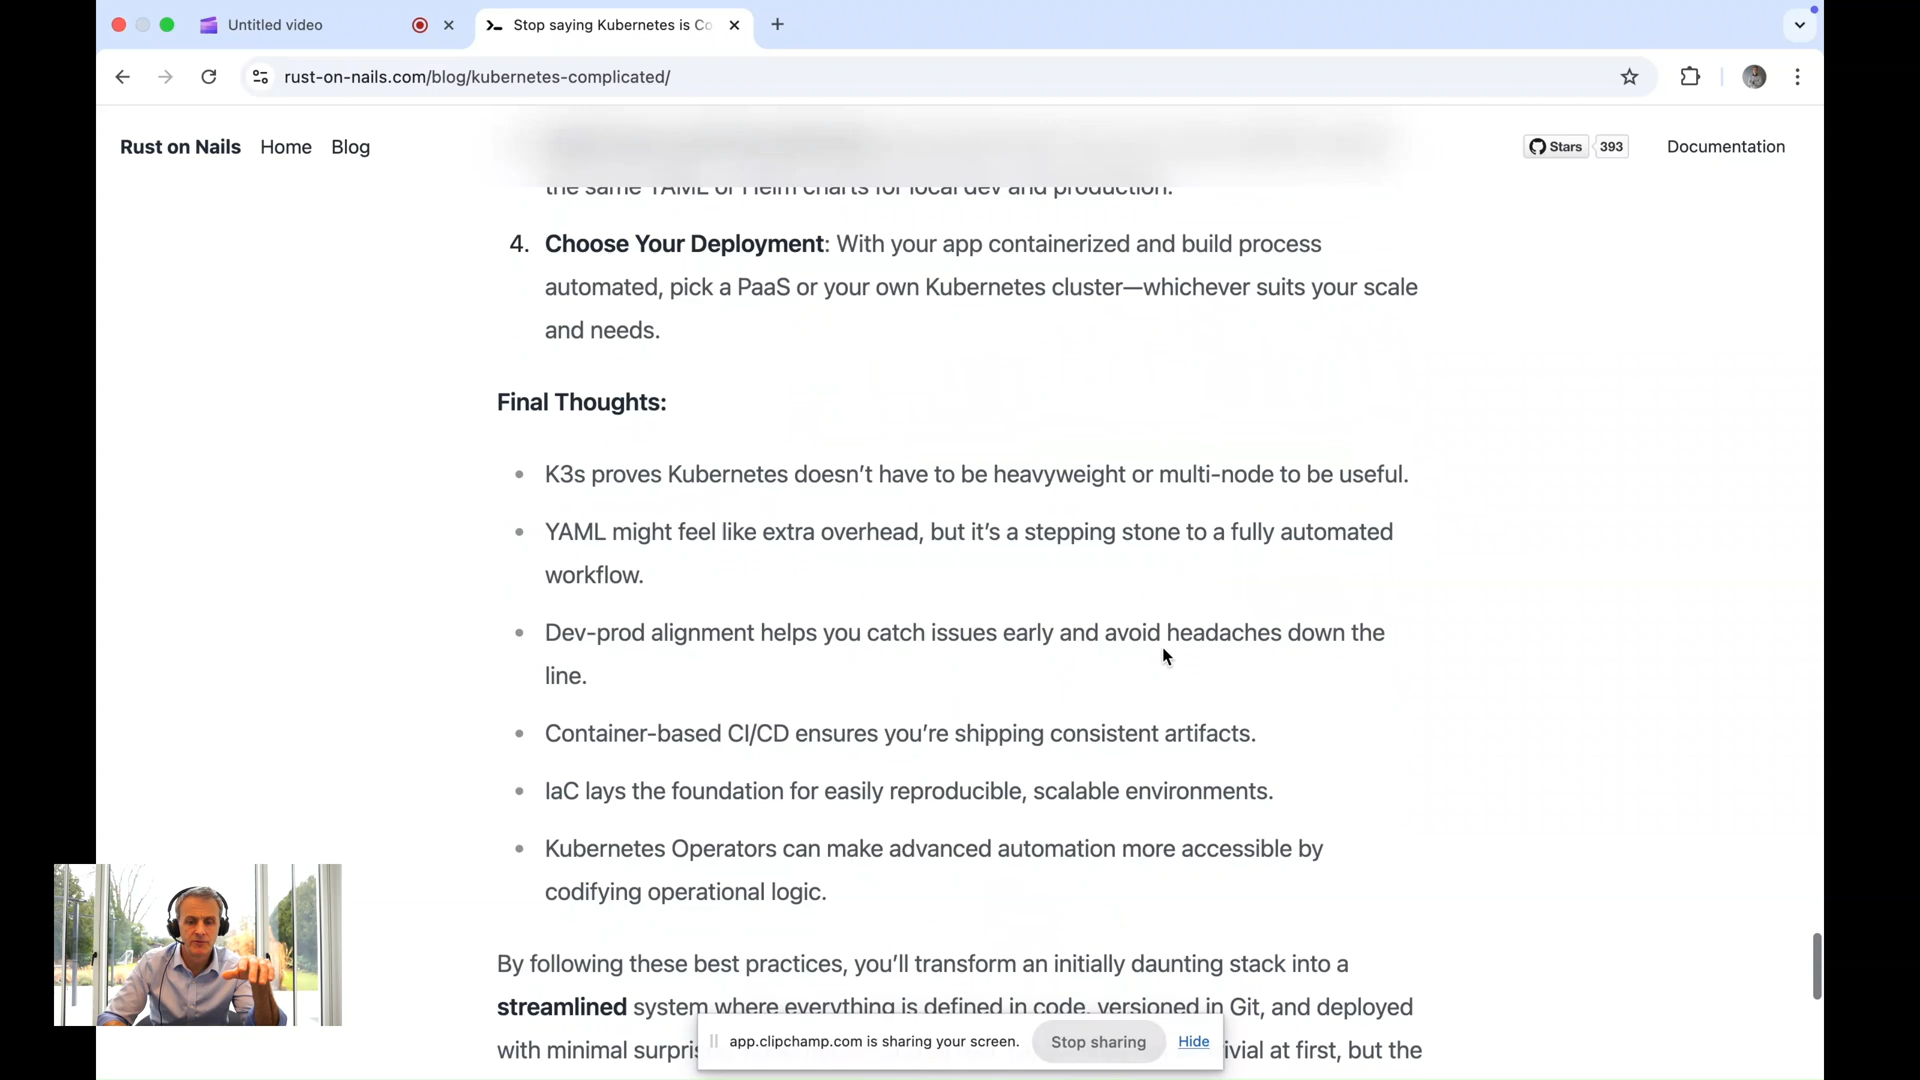 Untitled video
Stop saying Kubernetes is Co
rust-on-nails.com/blog/kubernetes-complicated/
Rust on Nails Home Blog
Stars 393 Documentation
the same YAML or Helm charts for local dev and production.
4. Choose Your Deployment: With your app containerized and build process
automated, pick a PaaS or your own Kubernetes cluster—whichever suits your scale
and needs.
Final Thoughts:
• K3s proves Kubernetes doesn’t have to be heavyweight or multi-node to be useful.
• YAML might feel like extra overhead, but it’s a stepping stone to a fully automated
workflow.
• Dev-prod alignment helps you catch issues early and avoid headaches down the
line.
• Container-based CI/CD ensures you’re shipping consistent artifacts.
• IaC lays the foundation for easily reproducible, scalable environments.
• Kubernetes Operators can make advanced automation more accessible by
codifying operational logic.
By following these best practices, you’ll transform an initially daunting stack into a
streamlined system where everything is defined in code, versioned in Git, and deployed
with minimal surpri ivial at first, but the
app.clipchamp.com is sharing your screen. Stop sharing Hide